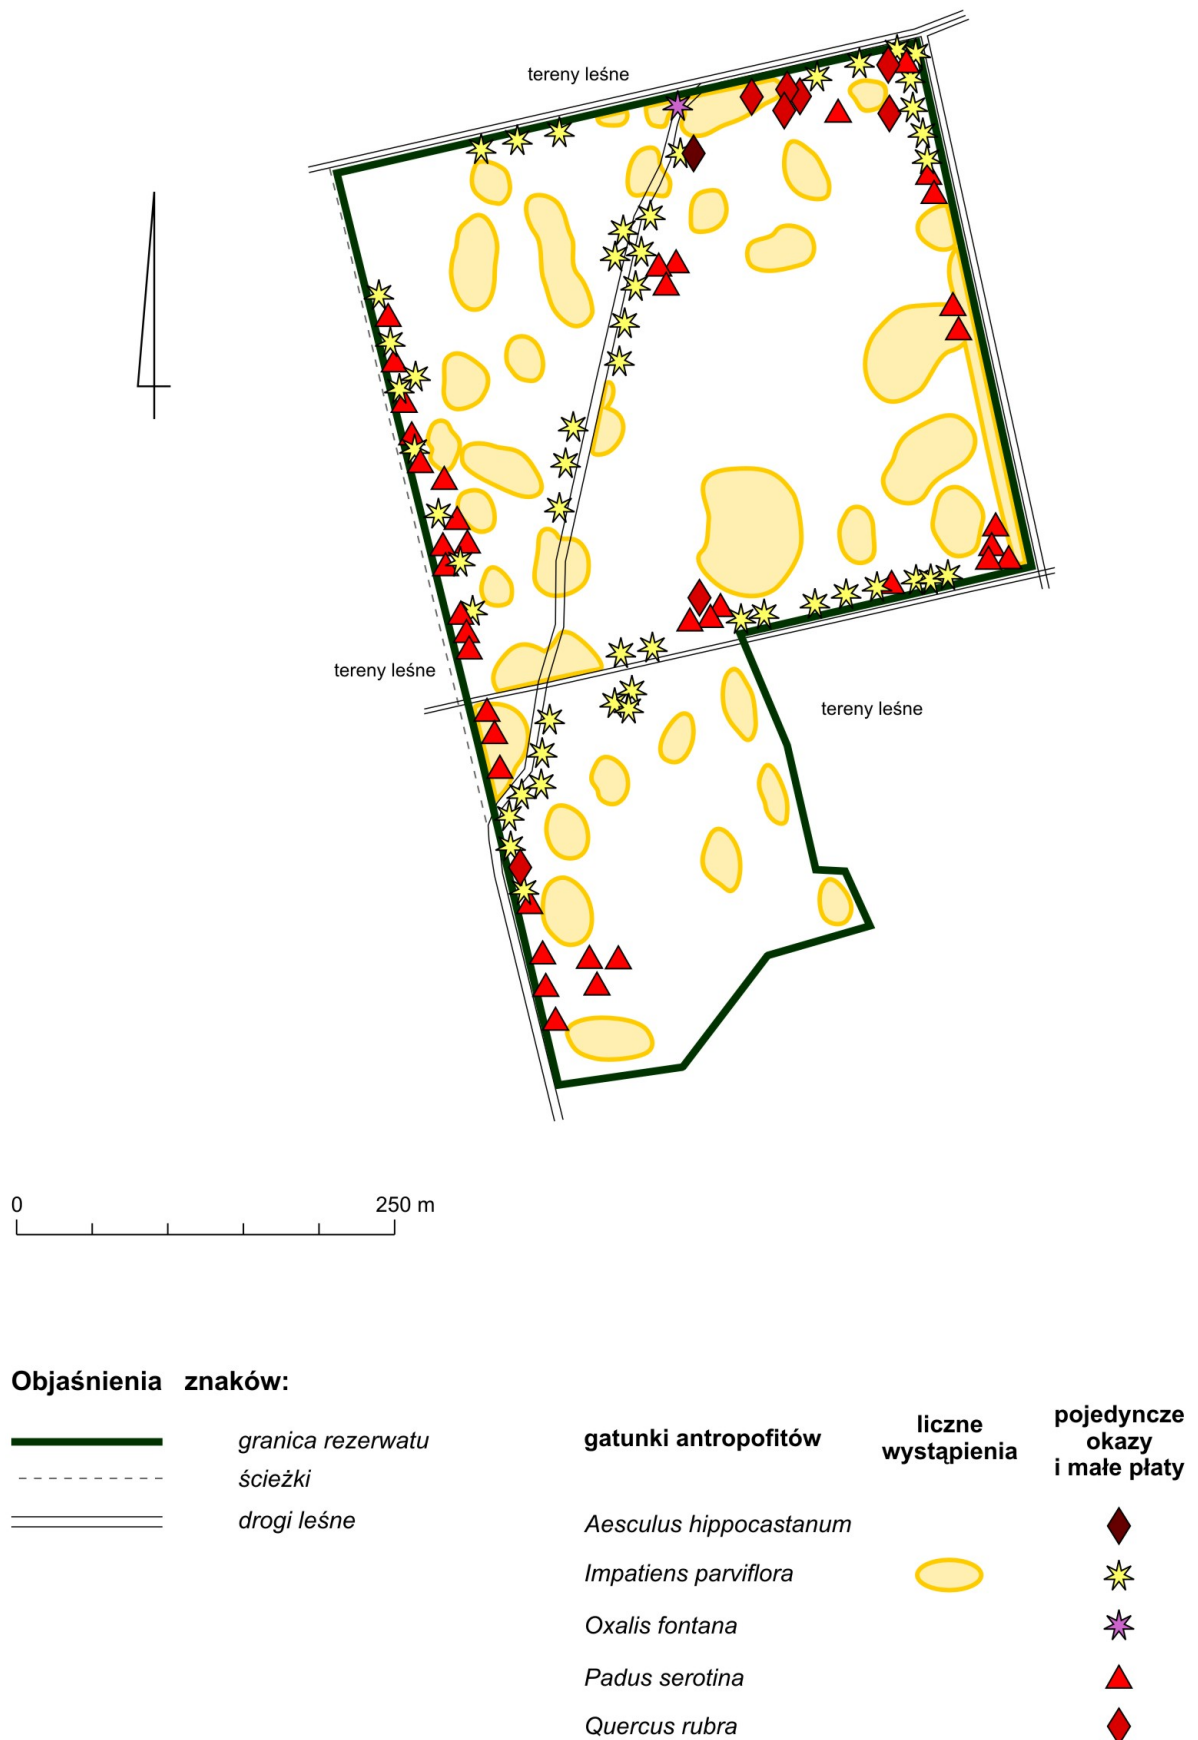 tereny leśne
tereny leśne
tereny leśne
0 250 m
Objaśnienia znaków:
granica rezerwatu
ścieżki
drogi leśne
gatunki antropofitów
liczne
wystąpienia
pojedyncze
okazy
i małe płaty
Aesculus hippocastanum
Impatiens parviflora
Oxalis fontana
Padus serotina
Quercus rubra